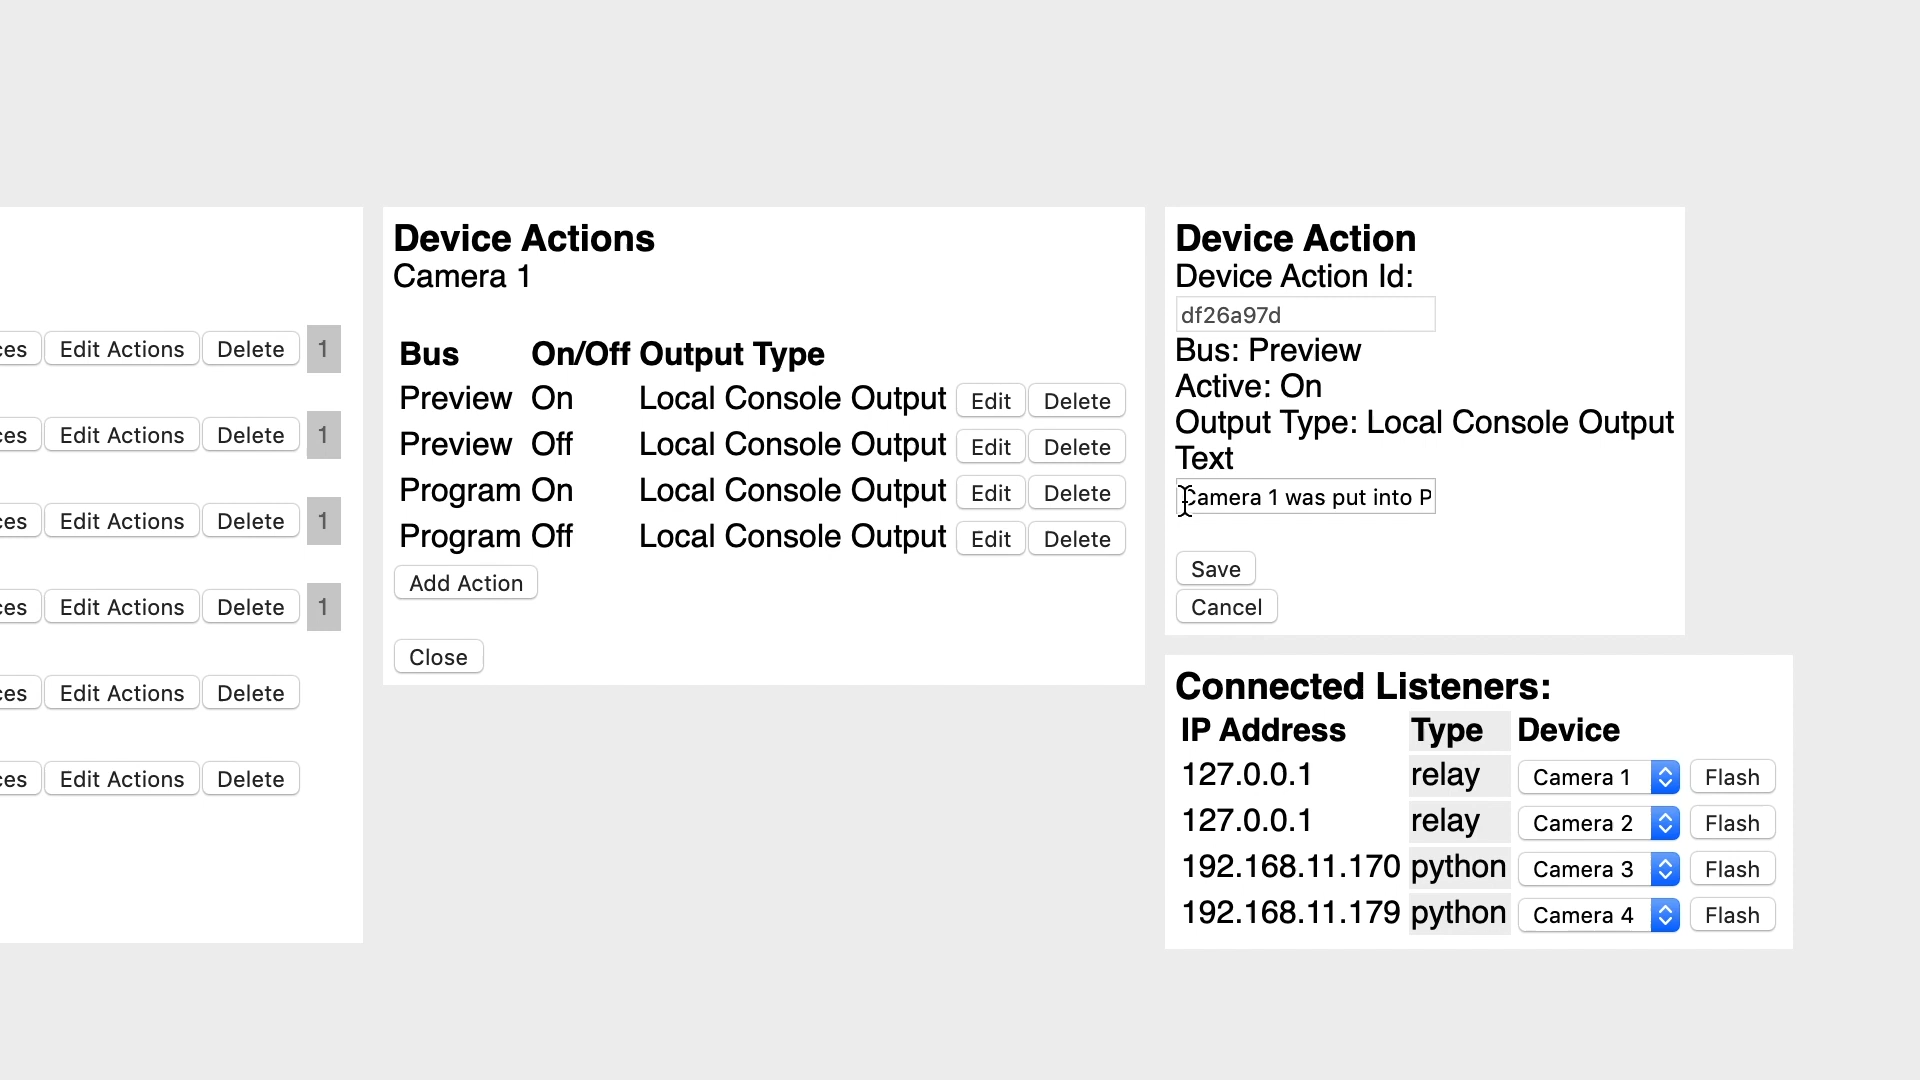 ces Edit Actions Delete 1
ces Edit Actions Delete 1
ces Edit Actions Delete 1
ces Edit Actions Delete 1
ces Edit Actions Delete
ces Edit Actions Delete
Device Actions
Camera 1
Bus On/Off Output Type
Preview On Local Console Output Edit Delete
Preview Off Local Console Output Edit Delete
Program On Local Console Output Edit Delete
Program Off Local Console Output Edit Delete
Add Action
Close
Device Action
Device Action Id:
df26a97d
Bus: Preview
Active: On
Output Type: Local Console Output
Text
Camera 1 was put into P
Save
Cancel
Connected Listeners:
IP Address Type Device
127.0.0.1 relay Camera 1 Flash
127.0.0.1 relay Camera 2 Flash
192.168.11.170 python Camera 3 Flash
192.168.11.179 python Camera 4 Flash